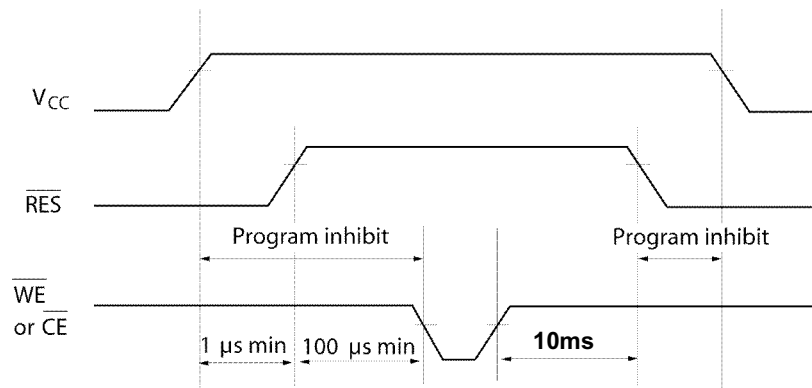 VCC
RES
Program inhibit
Program inhibit
WE
or CE
1 μs min
100 μs min
10ms